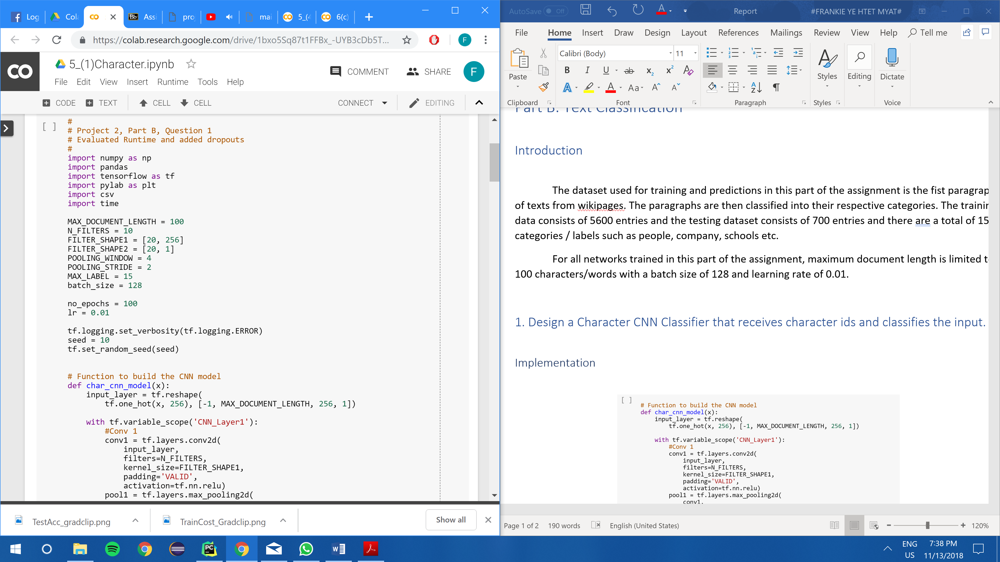 Log
Col
Bb Assi
pro
mai
5_(4
6(c)
https://colab.research.google.com/drive/1bxo5Sq87t1FFBx_-UYB3cDb5T...
F
CO
5_(1)Character.ipynb
COMMENT
SHARE
F
File Edit View Insert Runtime Tools Help
CODE TEXT CELL CELL CONNECT EDITING
[ ]
#
# Project 2, Part B, Question 1
# Evaluated Runtime and added dropouts
#
import numpy as np
import pandas
import tensorflow as tf
import pylab as plt
import csv
import time
MAX_DOCUMENT_LENGTH = 100
N_FILTERS = 10
FILTER_SHAPE1 = [20, 256]
FILTER_SHAPE2 = [20, 1]
POOLING_WINDOW = 4
POOLING_STRIDE = 2
MAX_LABEL = 15
batch_size = 128
no_epochs = 100
lr = 0.01
tf.logging.set_verbosity(tf.logging.ERROR)
seed = 10
tf.set_random_seed(seed)
# Function to build the CNN model
def char_cnn_model(x):
input_layer = tf.reshape(
tf.one_hot(x, 256), [-1, MAX_DOCUMENT_LENGTH, 256, 1])
with tf.variable_scope('CNN_Layer1'):
#Conv 1
conv1 = tf.layers.conv2d(
input_layer,
filters=N_FILTERS,
kernel_size=FILTER_SHAPE1,
padding='VALID',
activation=tf.nn.relu)
pool1 = tf.layers.max_pooling2d(
TestAcc_gradclip.png
TrainCost_Gradclip.png
Show all
AutoSave Off
Report
#FRANKIE YE HTET MYAT#
File Home Insert Draw Design Layout References Mailings Review View Help Tell me
Paste
Calibri (Body) 11
Styles Editing Dictate
Clipboard Font Paragraph Styles Voice
Part B: Text Classification
Introduction
The dataset used for training and predictions in this part of the assignment is the fist paragrap
of texts from wikipages. The paragraphs are then classified into their respective categories. The trainin
data consists of 5600 entries and the testing dataset consists of 700 entries and there are a total of 15
categories / labels such as people, company, schools etc.
For all networks trained in this part of the assignment, maximum document length is limited t
100 characters/words with a batch size of 128 and learning rate of 0.01.
1. Design a Character CNN Classifier that receives character ids and classifies the input.
Implementation
[ ]
# Function to build the CNN model
def char_cnn_model(x):
input_layer = tf.reshape(
tf.one_hot(x, 256), [-1, MAX_DOCUMENT_LENGTH, 256, 1])
with tf.variable_scope('CNN_Layer1'):
#Conv 1
conv1 = tf.layers.conv2d(
input_layer,
filters=N_FILTERS,
kernel_size=FILTER_SHAPE1,
padding='VALID',
activation=tf.nn.relu)
pool1 = tf.layers.max_pooling2d(
conv1,
Page 1 of 2 190 words English (United States) 120%
ENG
US
7:38 PM
11/13/2018